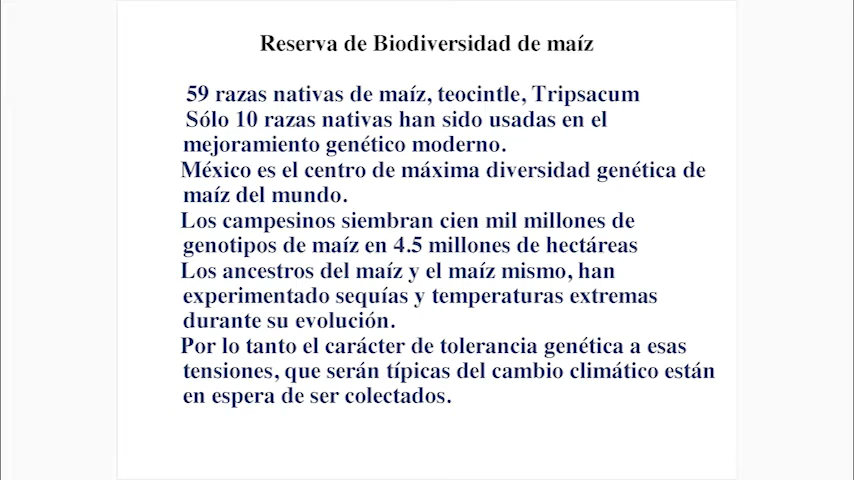 Reserva de Biodiversidad de maíz
59 razas nativas de maíz, teocintle, Tripsacum
Sólo 10 razas nativas han sido usadas en el
mejoramiento genético moderno.
México es el centro de máxima diversidad genética de
maíz del mundo.
Los campesinos siembran cien mil millones de
genotipos de maíz en 4.5 millones de hectáreas
Los ancestros del maíz y el maíz mismo, han
experimentado sequías y temperaturas extremas
durante su evolución.
Por lo tanto el carácter de tolerancia genética a esas
tensiones, que serán típicas del cambio climático están
en espera de ser colectados.